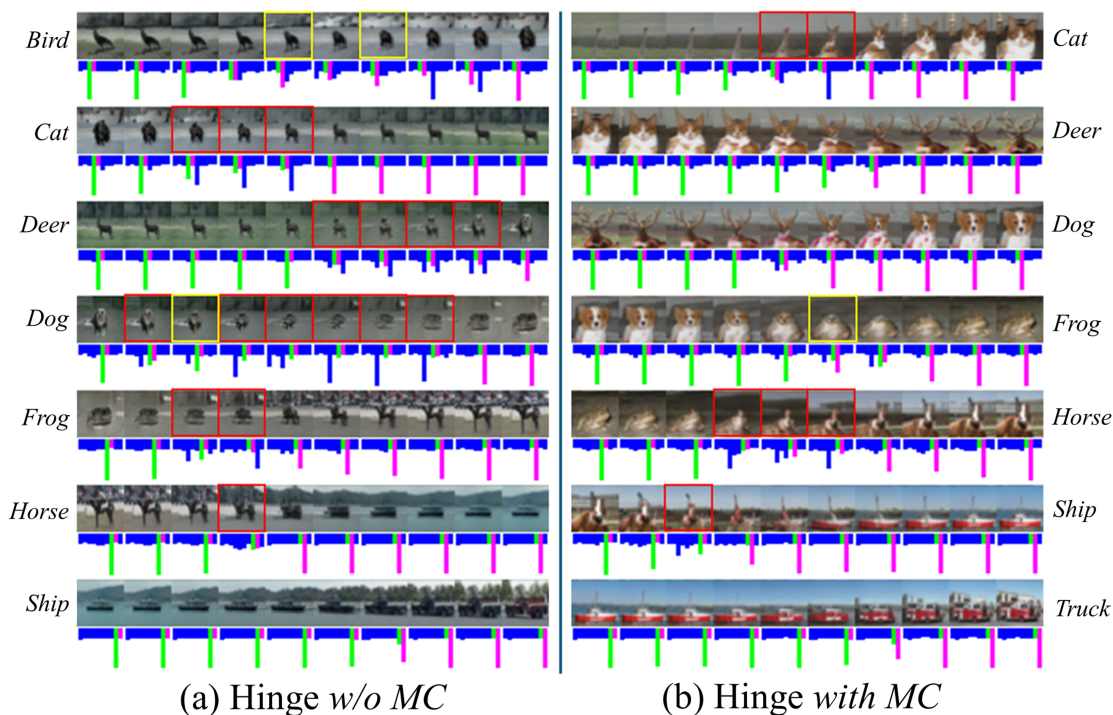 Bird
Cat
Deer
Dog
Frog
Horse
Ship
(a) Hinge w/o MC
Cat
Deer
Dog
Frog
Horse
Ship
Truck
(b) Hinge with MC